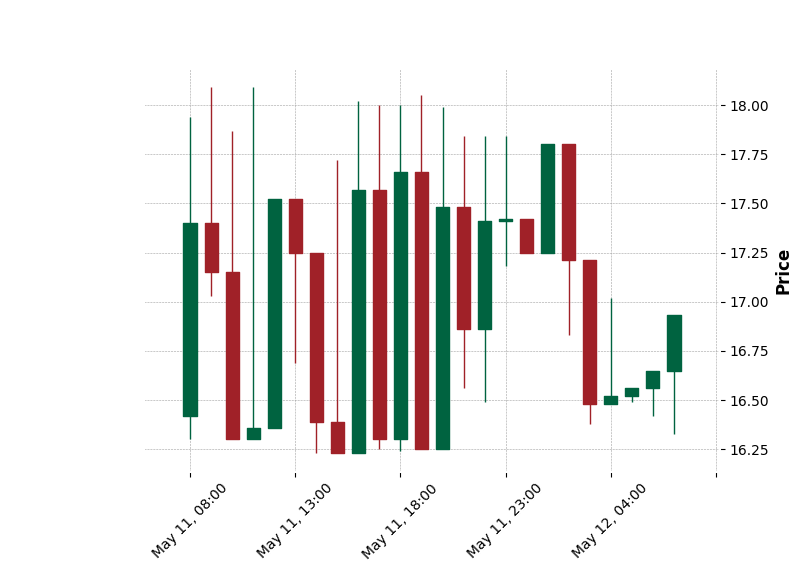 18.00
17.75
17.50
17.25
17.00
16.75
16.50
16.25
Price
May 11, 08:00
May 11, 13:00
May 11, 18:00
May 11, 23:00
May 12, 04:00